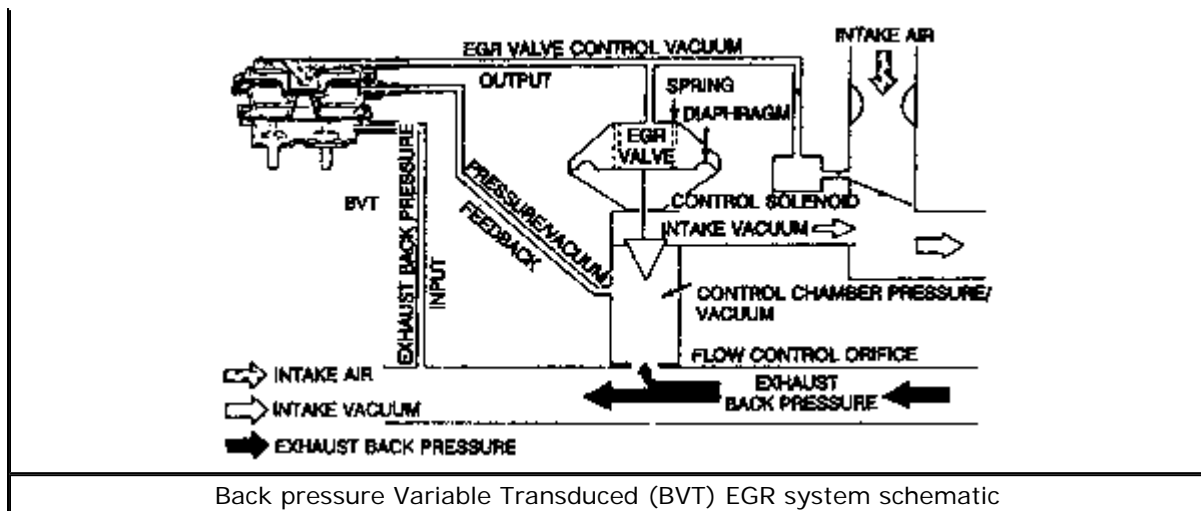 INTAKE AIR
EGR VALVE CONTROL VACUUM
OUTPUT
SPRING
DIAPHRAGM
EGR
VALVE
CONTROL SOLENOID
BVT
EXHAUST BACK PRESSURE
INPUT
PRESSURE/VACUUM
FEEDBACK
INTAKE VACUUM
CONTROL CHAMBER PRESSURE/
VACUUM
FLOW CONTROL ORIFICE
EXHAUST
BACK PRESSURE
INTAKE AIR
INTAKE VACUUM
EXHAUST BACK PRESSURE
Back pressure Variable Transduced (BVT) EGR system schematic